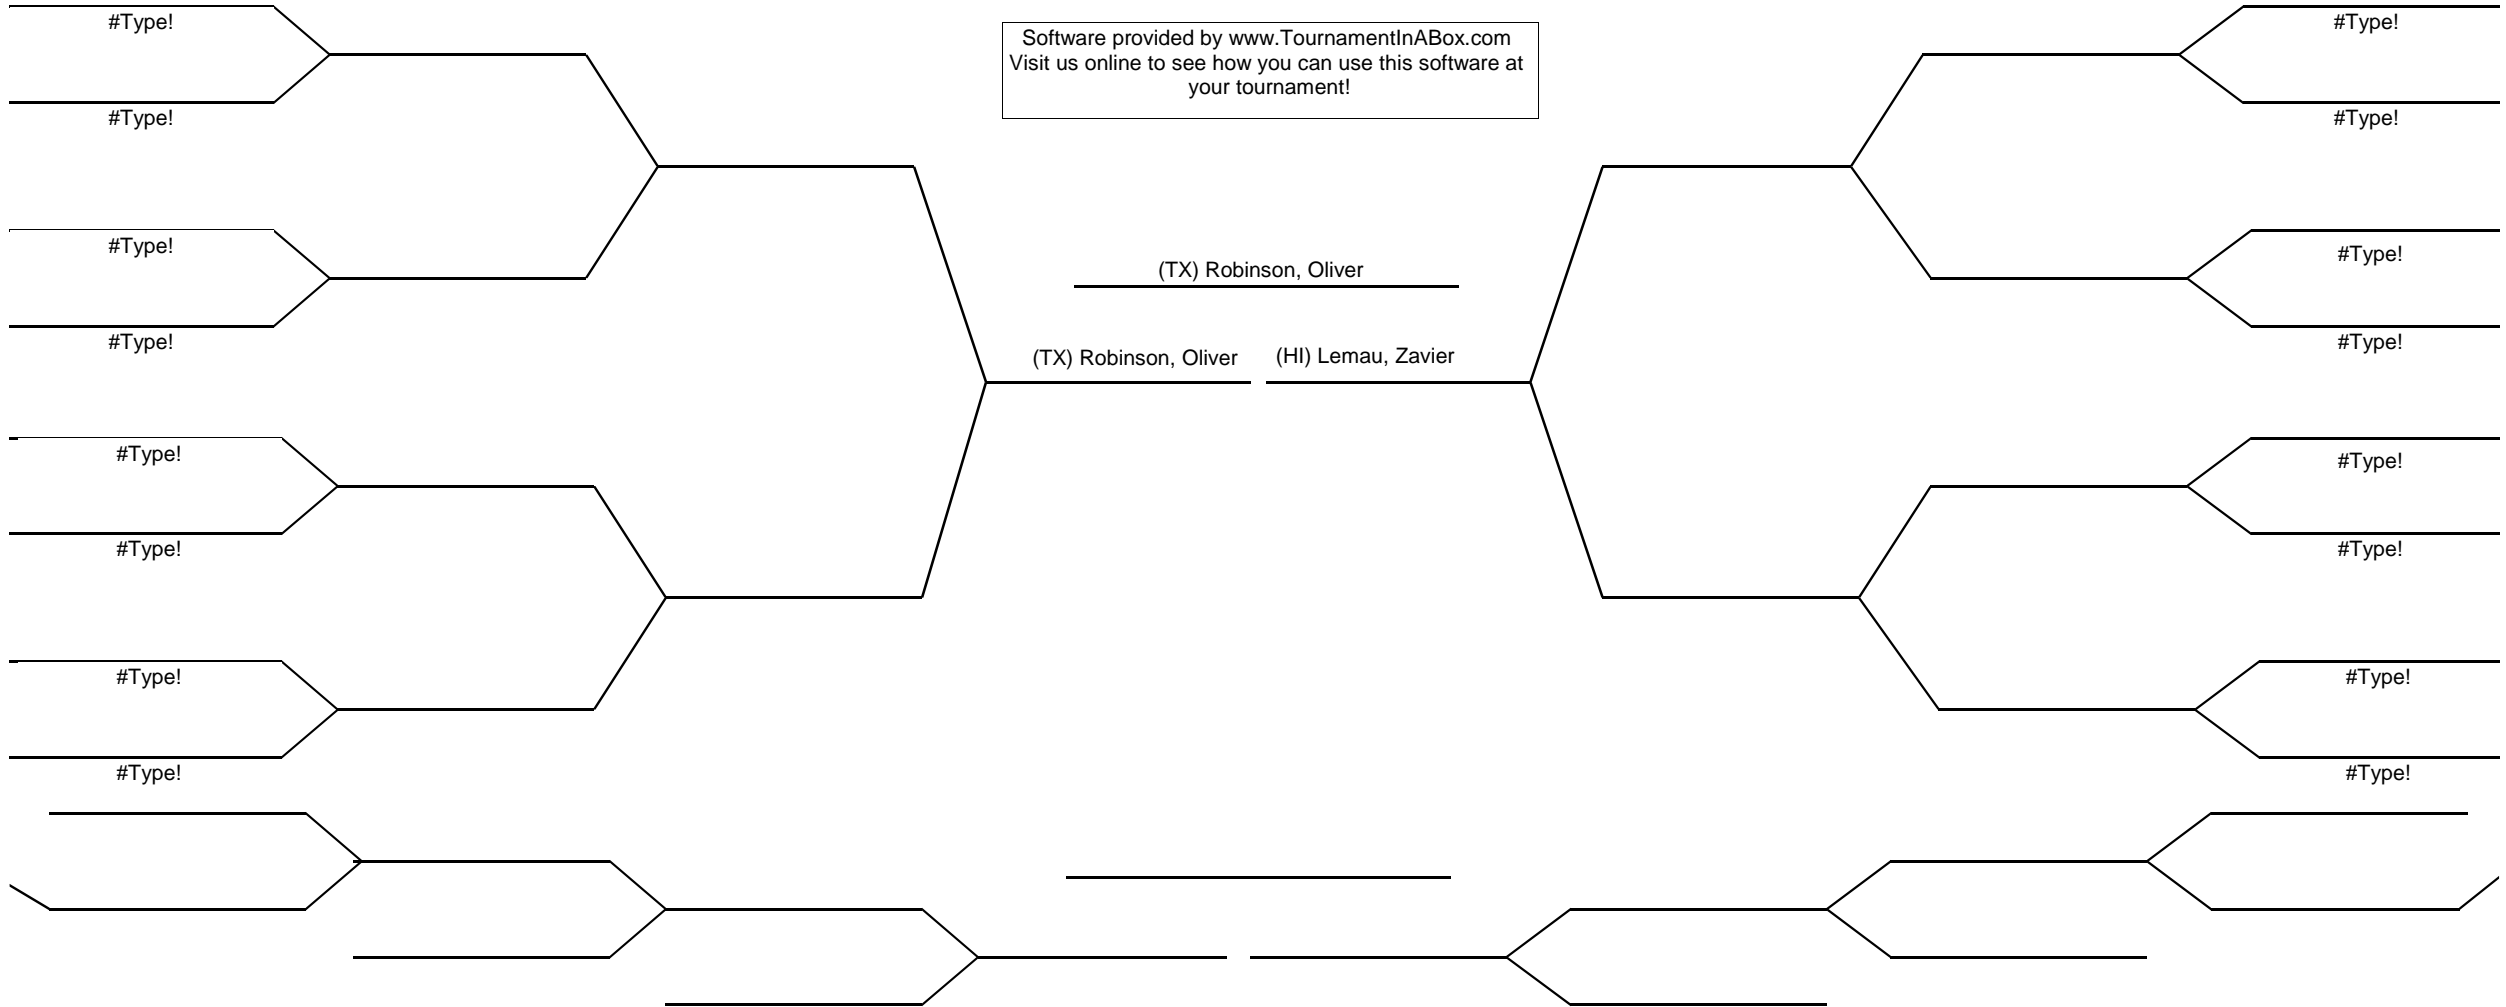 #Type!
#Type!
Software provided by www.TournamentInABox.com
Visit us online to see how you can use this software at
your tournament!
#Type!
#Type!
#Type!
#Type!
(TX) Robinson, Oliver
#Type!
#Type!
(TX) Robinson, Oliver
(HI) Lemau, Zavier
#Type!
#Type!
#Type!
#Type!
#Type!
#Type!
#Type!
#Type!